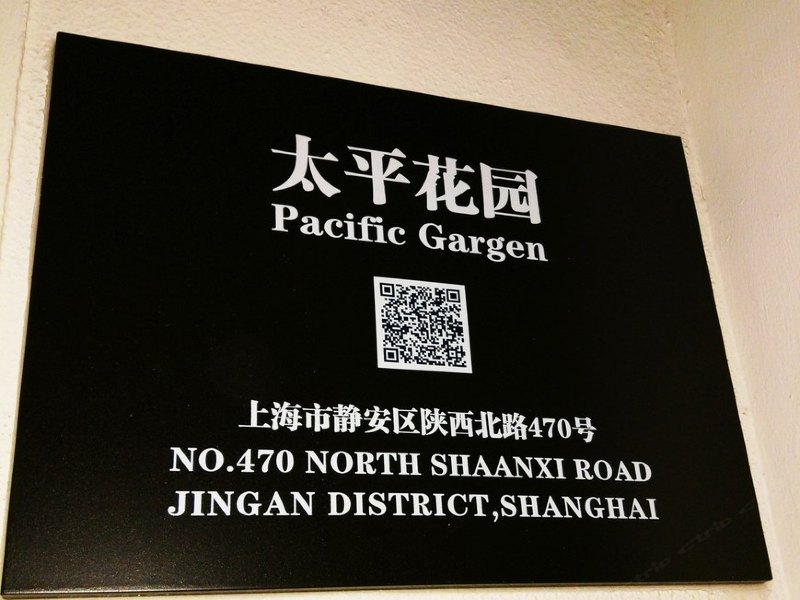 太平花园
Pacific Gargen
上海市静安区陕西北路470号
NO.470 NORTH SHAANXI ROAD
JINGAN DISTRICT,SHANGHAI